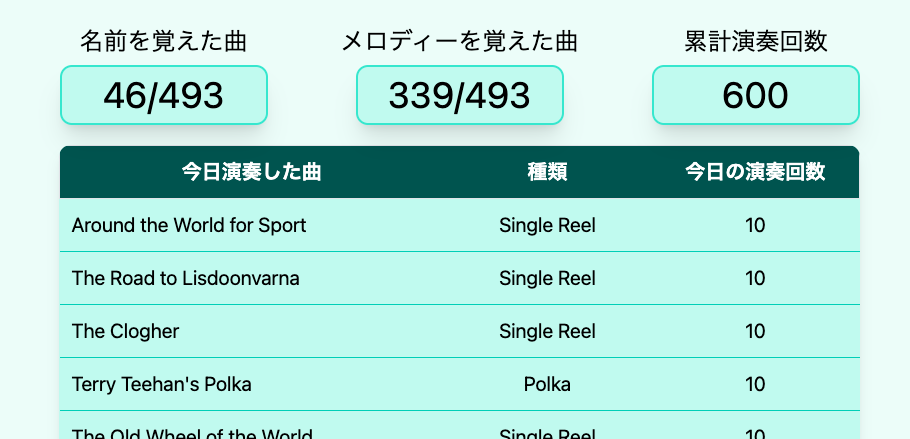 名前を覚えた曲 メロディーを覚えた曲 累計演奏回数
46/493 339/493 600
今日演奏した曲 種類 今日の演奏回数
Around the World for Sport Single Reel 10
The Road to Lisdoonvarna Single Reel 10
The Clogher Single Reel 10
Terry Teehan's Polka Polka 10
The Old Wheel of the World Single Reel 10